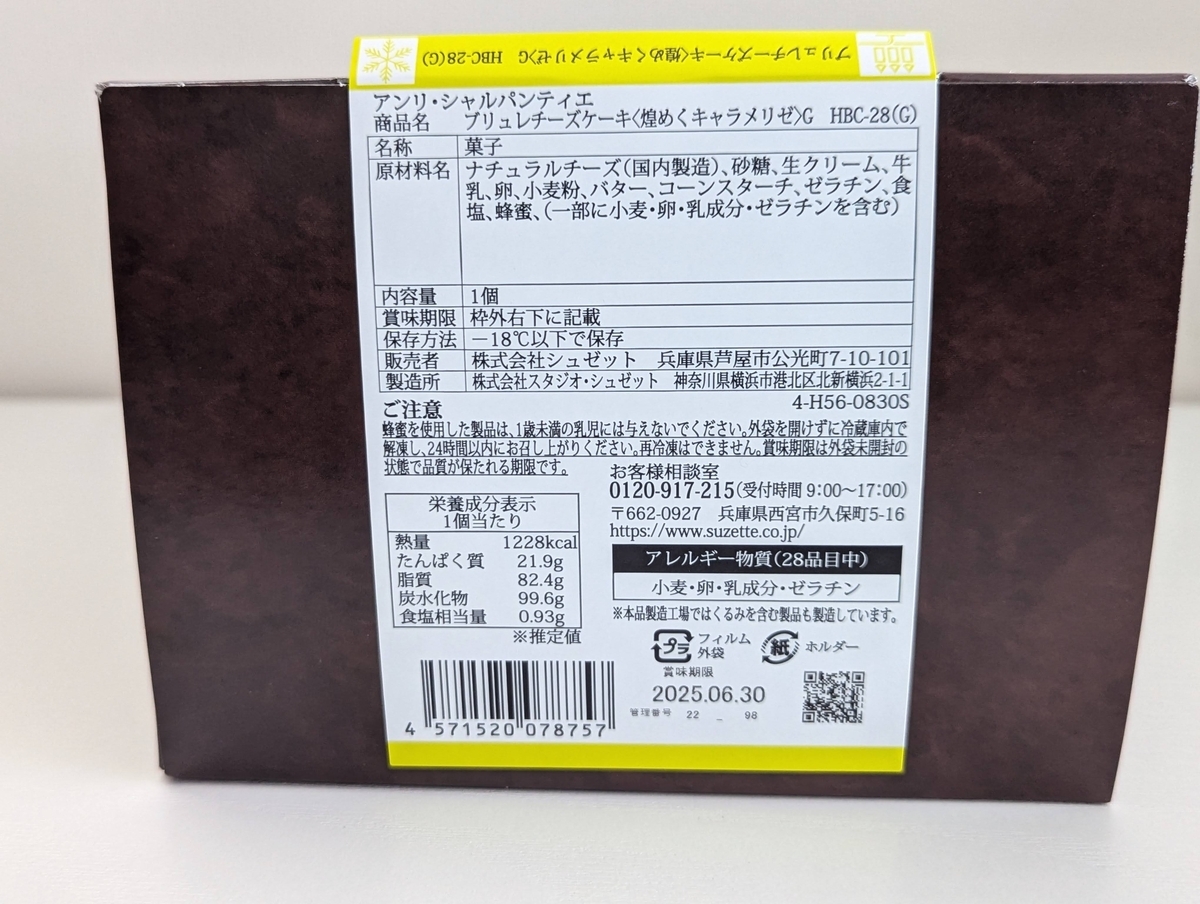 ブリュレチーズケーキ〈煌めくキャラメリゼ〉G HBC-28(G)
アンリ・シャルパンティエ
商品名 ブリュレチーズケーキ〈煌めくキャラメリゼ〉G HBC-28(G)
名称 菓子
原材料名 ナチュラルチーズ(国内製造)、砂糖、生クリーム、牛
乳、卵、小麦粉、バター、コーンスターチ、ゼラチン、食
塩、蜂蜜、(一部に小麦・卵・乳成分・ゼラチンを含む)
内容量 1個
賞味期限 枠外右下に記載
保存方法 −18℃以下で保存
販売者 株式会社シュゼット 兵庫県芦屋市公光町7-10-101
製造所 株式会社スタジオ・シュゼット 神奈川県横浜市港北区北新横浜2-1-1
4-H56-0830S
ご注意
蜂蜜を使用した製品は、1歳未満の乳児には与えないでください。外袋を開けずに冷蔵庫内で
解凍し、24時間以内にお召し上がりください。再冷凍はできません。賞味期限は外袋未開封の
状態で品質が保たれる期限です。
お客様相談室
0120-917-215(受付時間 9:00〜17:00)
〒662-0927 兵庫県西宮市久保町5-16
https://www.suzette.co.jp/
栄養成分表示
1個当たり
熱量 1228kcal
たんぱく質 21.9g
脂質 82.4g
炭水化物 99.6g
食塩相当量 0.93g
※推定値
アレルギー物質(28品目中)
小麦・卵・乳成分・ゼラチン
※本品製造工場ではくるみを含む製品も製造しています。
プラ フィルム
外袋
紙 ホルダー
賞味期限
2025.06.30
管理番号 22 _ 98
4 571520 078757